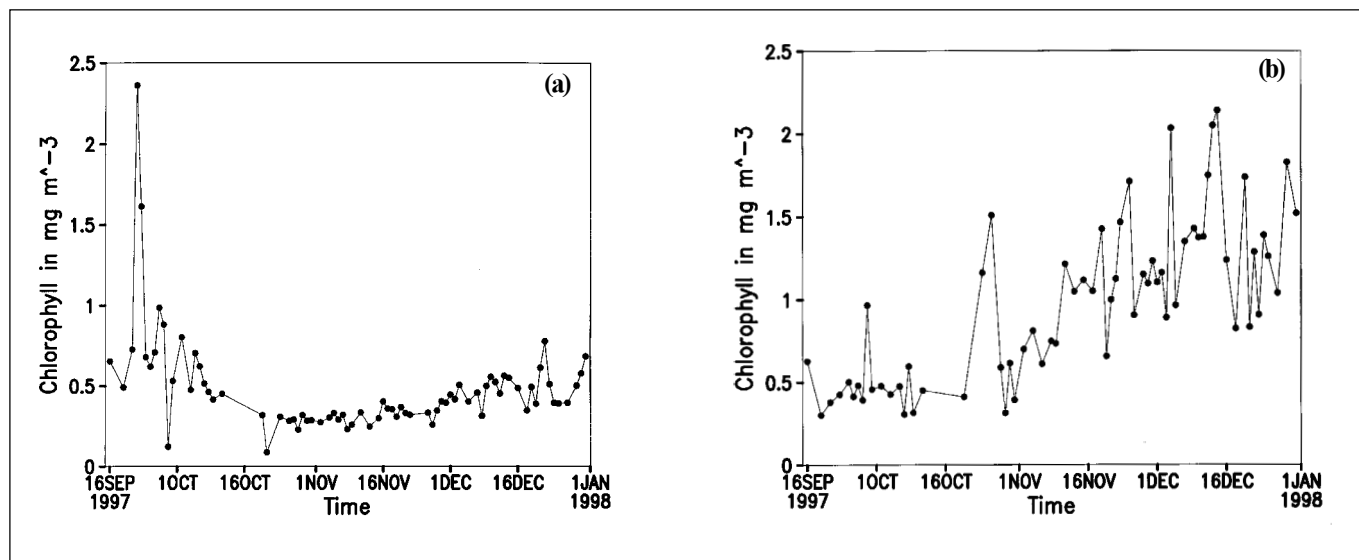 (a)
Chlorophyll in mg m^-3
2.5
2
1.5
1
0.5
0
16SEP 1OCT 16OCT 1NOV 16NOV 1DEC 16DEC 1JAN
1997 1998
Time
(b)
Chlorophyll in mg m^-3
2.5
2
1.5
1
0.5
0
16SEP 1OCT 16OCT 1NOV 16NOV 1DEC 16DEC 1JAN
1997 1998
Time